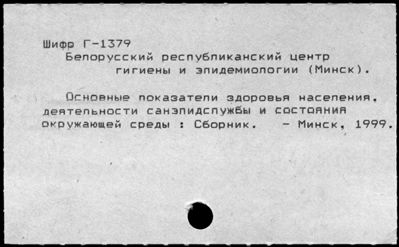 Шифр Г-1379
Белорусский республиканский центр
гигиены и эпидемиологии (Минск).
Основные показатели здоровья населения,
деятельности санэпидслужбы и состояния
окружающей среды : Сборник. - Минск, 1999.